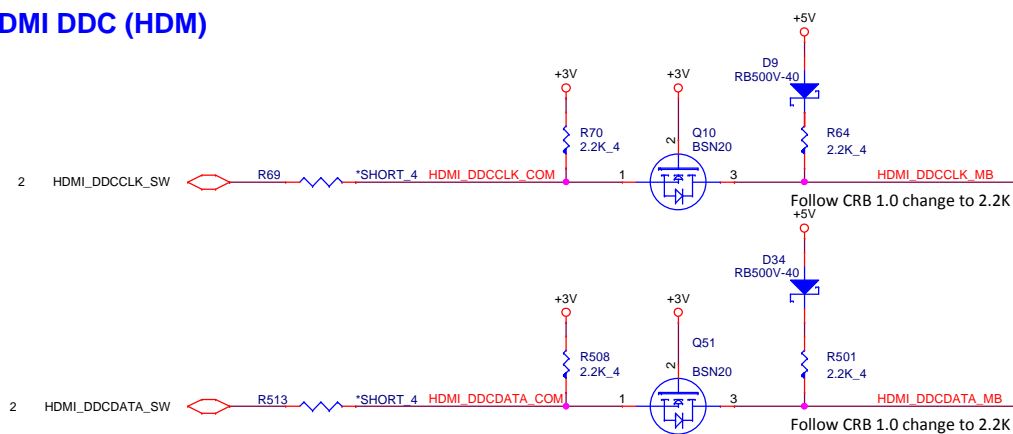 DMI DDC (HDM)
+5V
D9
RB500V-40
+3V
+3V
R70
2.2K_4
Q10
BSN20
R64
2.2K_4
2
2 HDMI_DDCCLK_SW R69 *SHORT_4 HDMI_DDCCLK_COM 1 3 HDMI_DDCCLK_MB
Follow CRB 1.0 change to 2.2K
+5V
D34
RB500V-40
+3V
+3V
R508
2.2K_4
Q51
BSN20
R501
2.2K_4
2
2 HDMI_DDCDATA_SW R513 *SHORT_4 HDMI_DDCDATA_COM 1 3 HDMI_DDCDATA_MB
Follow CRB 1.0 change to 2.2K